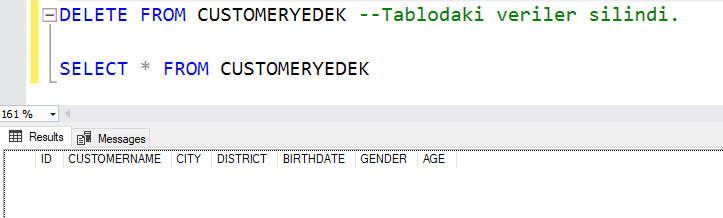 DELETE FROM CUSTOMERYEDEK --Tablodaki veriler silindi.
SELECT * FROM CUSTOMERYEDEK
161 %
Results Messages
ID CUSTOMERNAME CITY DISTRICT BIRTHDATE GENDER AGE